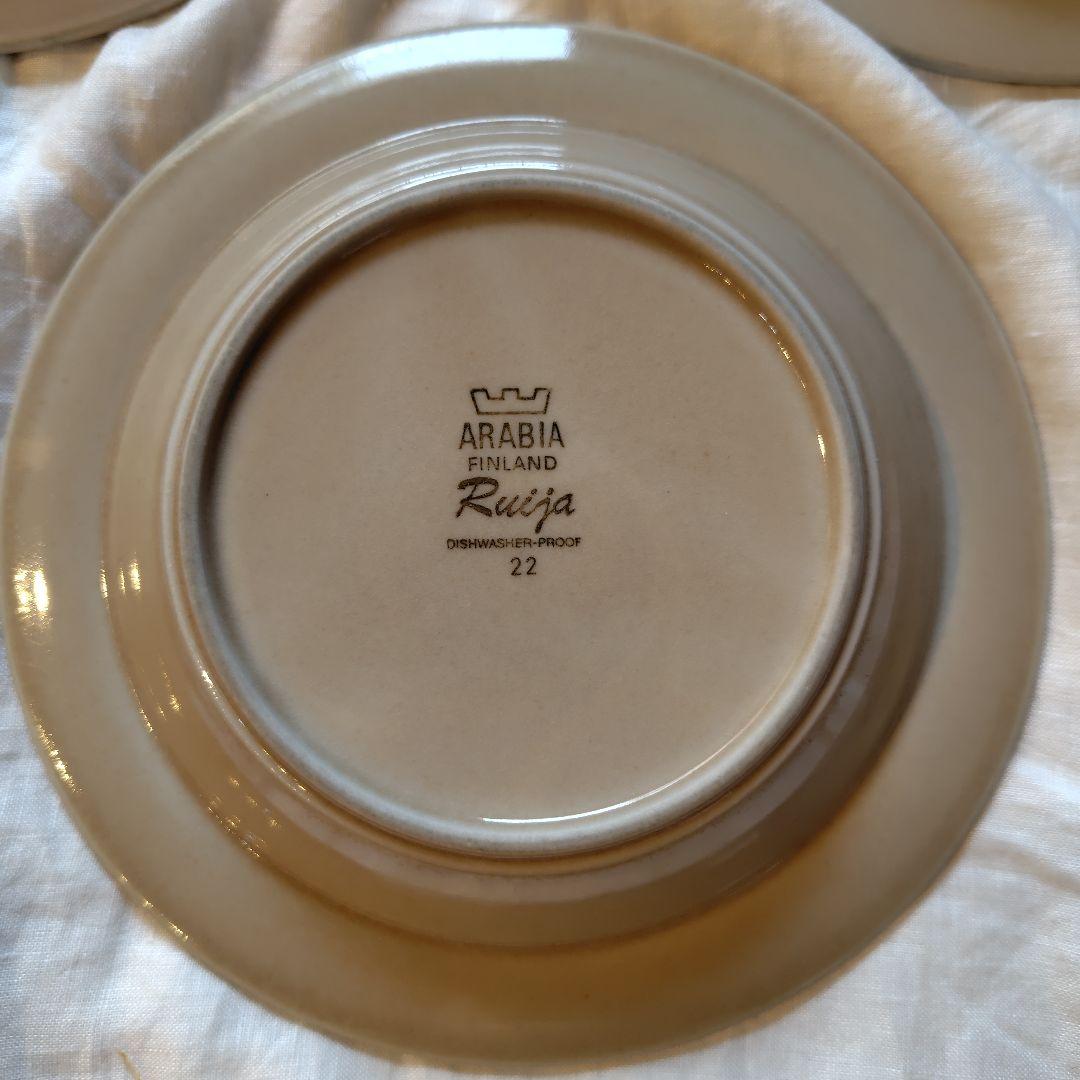 ARABIA
FINLAND
Ruija
DISHWASHER-PROOF
22